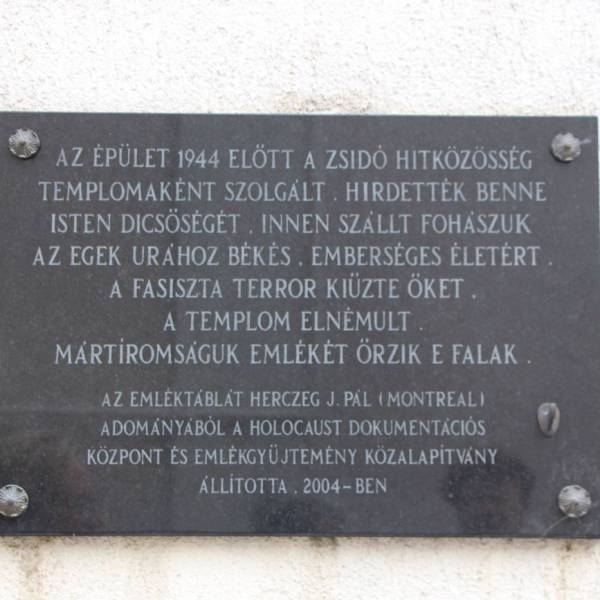 AZ ÉPÜLET 1944 ELŐTT A ZSIDÓ HITKÖZÖSSÉG
TEMPLOMAKÉNT SZOLGÁLT. HIRDETTÉK BENNE
ISTEN DICSŐSÉGÉT, INNEN SZÁLLT FOHÁSZUK
AZ EGEK URÁHOZ BÉKÉS, EMBERSÉGES ÉLETÉRT.
A FASISZTA TERROR KIŰZTE ŐKET,
A TEMPLOM ELNÉMULT.
MÁRTÍROMSÁGUK EMLÉKÉT ŐRZIK E FALAK.
AZ EMLÉKTÁBLÁT HERCZEG J. PÁL (MONTREAL)
ADOMÁNYÁBÓL A HOLOCAUST DOKUMENTÁCIÓS
KÖZPONT ÉS EMLÉKGYŰJTEMÉNY KÖZALAPÍTVÁNY
ÁLLÍTOTTA, 2004-BEN